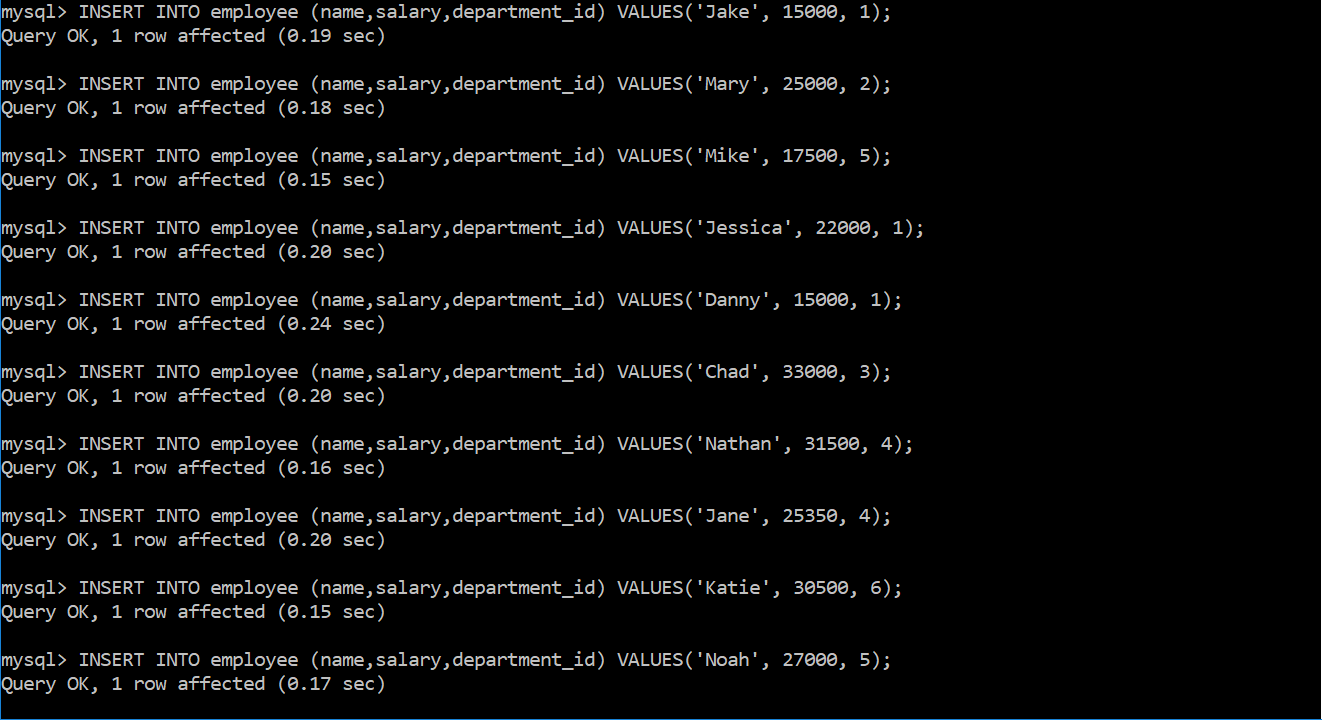 mysql> INSERT INTO employee (name,salary,department_id) VALUES('Jake', 15000, 1);
Query OK, 1 row affected (0.19 sec)
mysql> INSERT INTO employee (name,salary,department_id) VALUES('Mary', 25000, 2);
Query OK, 1 row affected (0.18 sec)
mysql> INSERT INTO employee (name,salary,department_id) VALUES('Mike', 17500, 5);
Query OK, 1 row affected (0.15 sec)
mysql> INSERT INTO employee (name,salary,department_id) VALUES('Jessica', 22000, 1);
Query OK, 1 row affected (0.20 sec)
mysql> INSERT INTO employee (name,salary,department_id) VALUES('Danny', 15000, 1);
Query OK, 1 row affected (0.24 sec)
mysql> INSERT INTO employee (name,salary,department_id) VALUES('Chad', 33000, 3);
Query OK, 1 row affected (0.20 sec)
mysql> INSERT INTO employee (name,salary,department_id) VALUES('Nathan', 31500, 4);
Query OK, 1 row affected (0.16 sec)
mysql> INSERT INTO employee (name,salary,department_id) VALUES('Jane', 25350, 4);
Query OK, 1 row affected (0.20 sec)
mysql> INSERT INTO employee (name,salary,department_id) VALUES('Katie', 30500, 6);
Query OK, 1 row affected (0.15 sec)
mysql> INSERT INTO employee (name,salary,department_id) VALUES('Noah', 27000, 5);
Query OK, 1 row affected (0.17 sec)